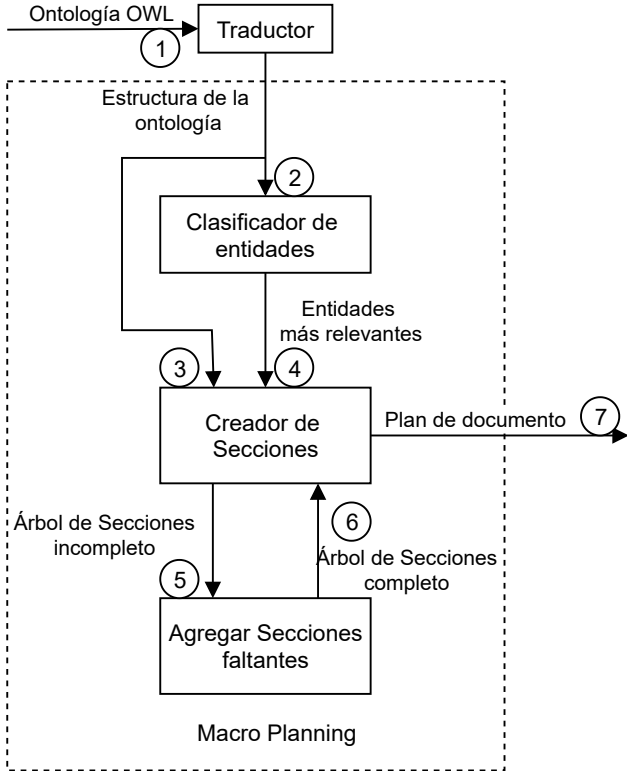 Ontología OWL
1
Traductor
Estructura de la
ontología
2
Clasificador de
entidades
Entidades
más relevantes
3
4
Creador de
Secciones
Plan de documento
7
Árbol de Secciones
incompleto
6
Árbol de Secciones
completo
5
Agregar Secciones
faltantes
Macro Planning